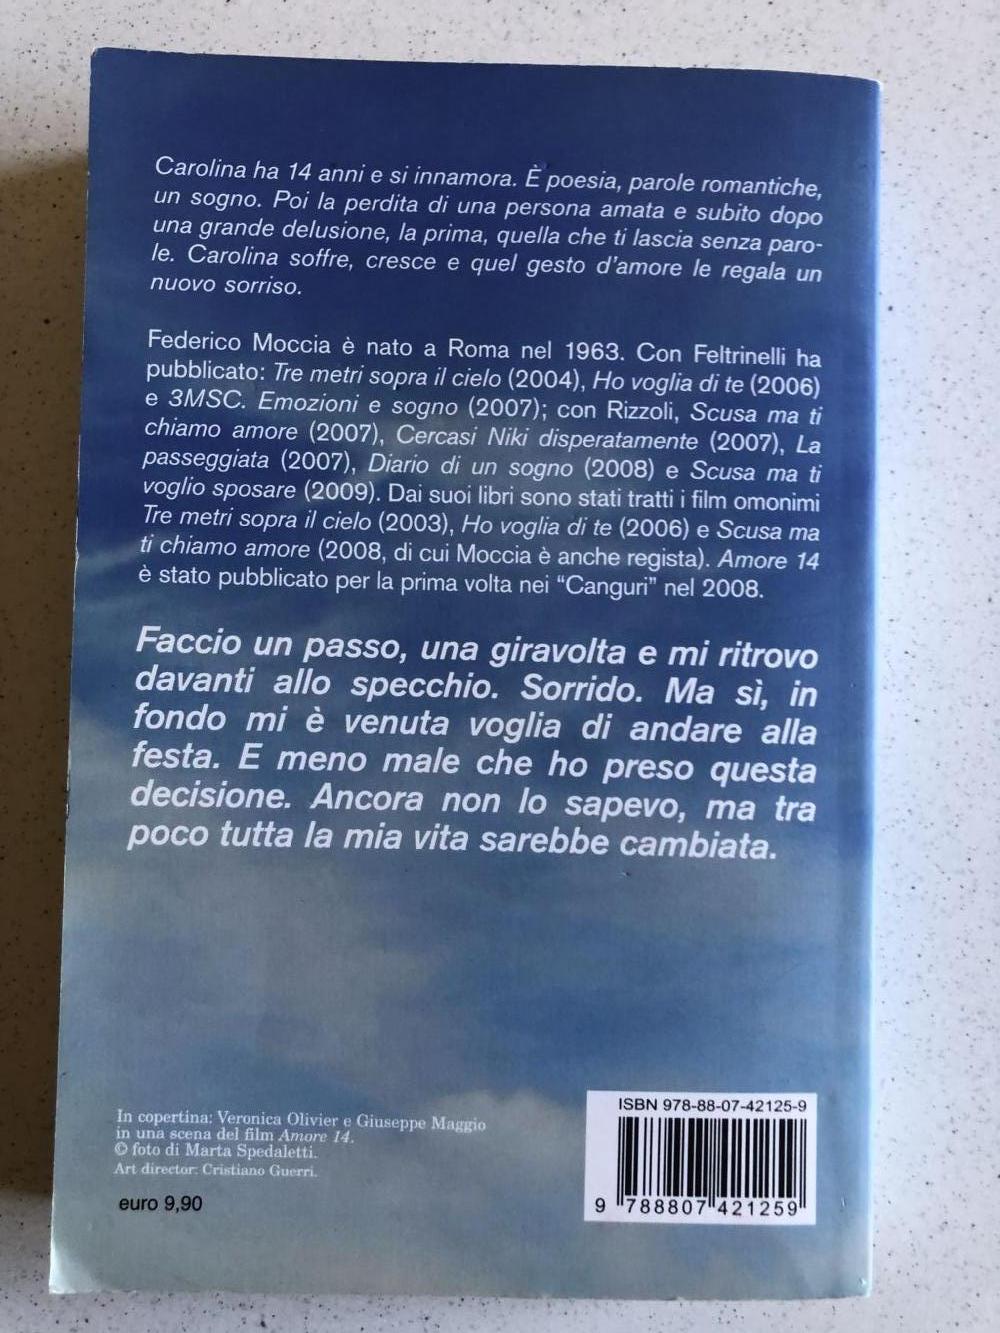 Carolina ha 14 anni e si innamora. È poesia, parole romantiche,
un sogno. Poi la perdita di una persona amata e subito dopo
una grande delusione, la prima, quella che ti lascia senza paro-
le. Carolina soffre, cresce e quel gesto d'amore le regala un
nuovo sorriso.
Federico Moccia è nato a Roma nel 1963. Con Feltrinelli ha
pubblicato: Tre metri sopra il cielo (2004), Ho voglia di te (2006)
e 3MSC. Emozioni e sogno (2007); con Rizzoli, Scusa ma ti
chiamo amore (2007), Cercasi Niki disperatamente (2007), La
passeggiata (2007), Diario di un sogno (2008) e Scusa ma ti
voglio sposare (2009). Dai suoi libri sono stati tratti i film omonimi
Tre metri sopra il cielo (2003), Ho voglia di te (2006) e Scusa ma
ti chiamo amore (2008, di cui Moccia è anche regista). Amore 14
è stato pubblicato per la prima volta nei “Canguri” nel 2008.
Faccio un passo, una giravolta e mi ritrovo
davanti allo specchio. Sorrido. Ma sì, in
fondo mi è venuta voglia di andare alla
festa. E meno male che ho preso questa
decisione. Ancora non lo sapevo, ma tra
poco tutta la mia vita sarebbe cambiata.
In copertina: Veronica Olivier e Giuseppe Maggio
in una scena del film Amore 14.
© foto di Marta Spedaletti.
Art director: Cristiano Guerri.
euro 9,90
ISBN 978-88-07-42125-9
9 788807 421259